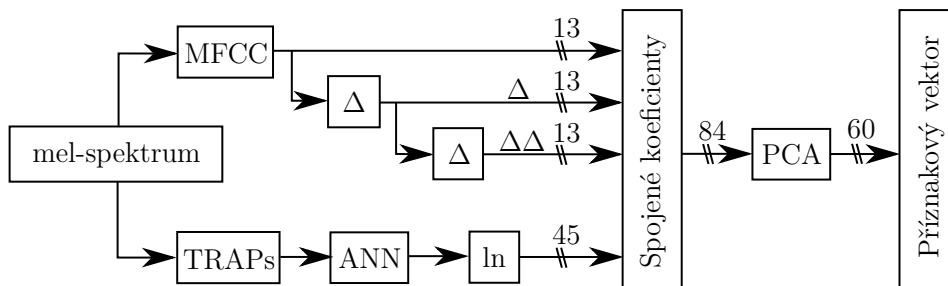 MFCC
13
Δ
Δ
13
Δ
ΔΔ
13
mel-spektrum
TRAPs
ANN
ln
45
Spojené koeficienty
84
PCA
60
Příznakový vektor